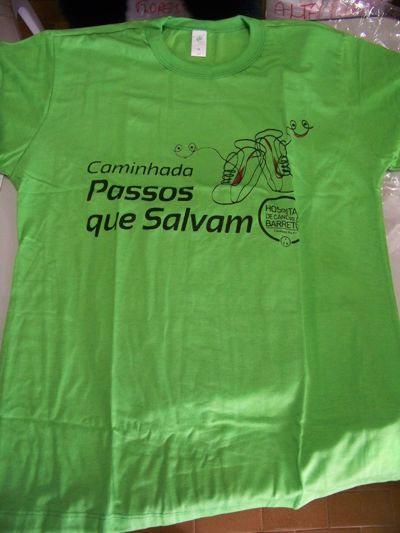 Caminhada
Passos
que Salvam
HOSPITAL
DE CÂNCER
BARRETOS